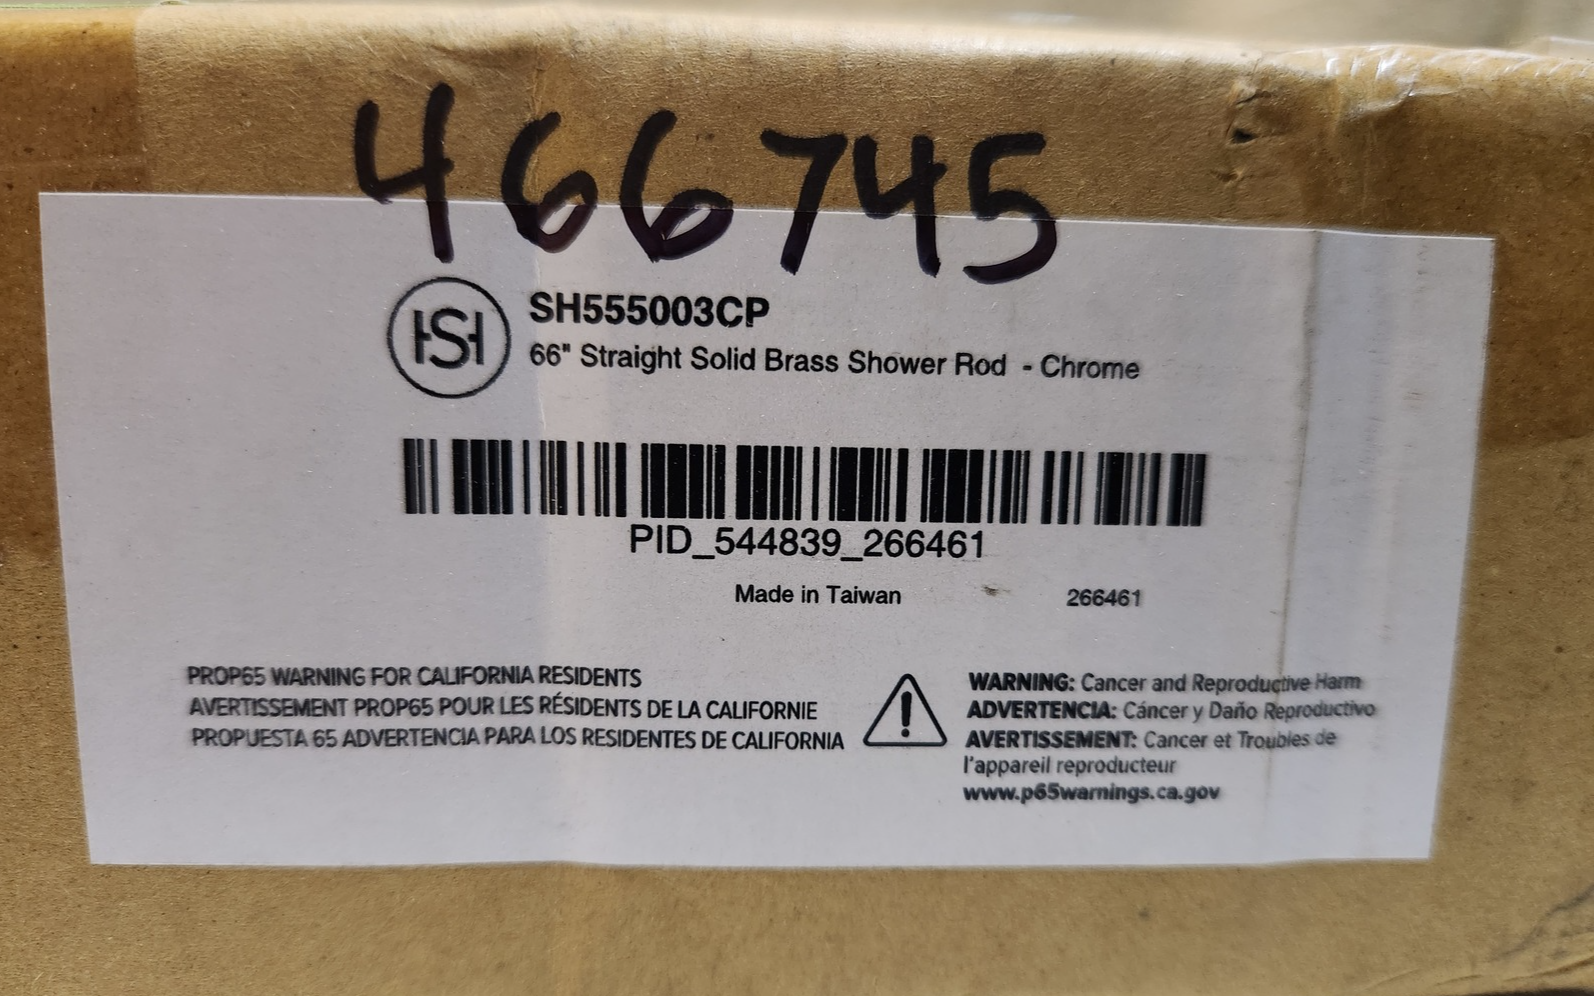 466745
HSH
SH555003CP
66" Straight Solid Brass Shower Rod - Chrome
PID_544839_266461
Made in Taiwan
266461
PROP65 WARNING FOR CALIFORNIA RESIDENTS
AVERTISSEMENT PROP65 POUR LES RÉSIDENTS DE LA CALIFORNIE
PROPUESTA 65 ADVERTENCIA PARA LOS RESIDENTES DE CALIFORNIA
WARNING: Cancer and Reproductive Harm
ADVERTENCIA: Cáncer y Daño Reproductivo
AVERTISSEMENT: Cancer et Troubles de
l'appareil reproducteur
www.p65warnings.ca.gov